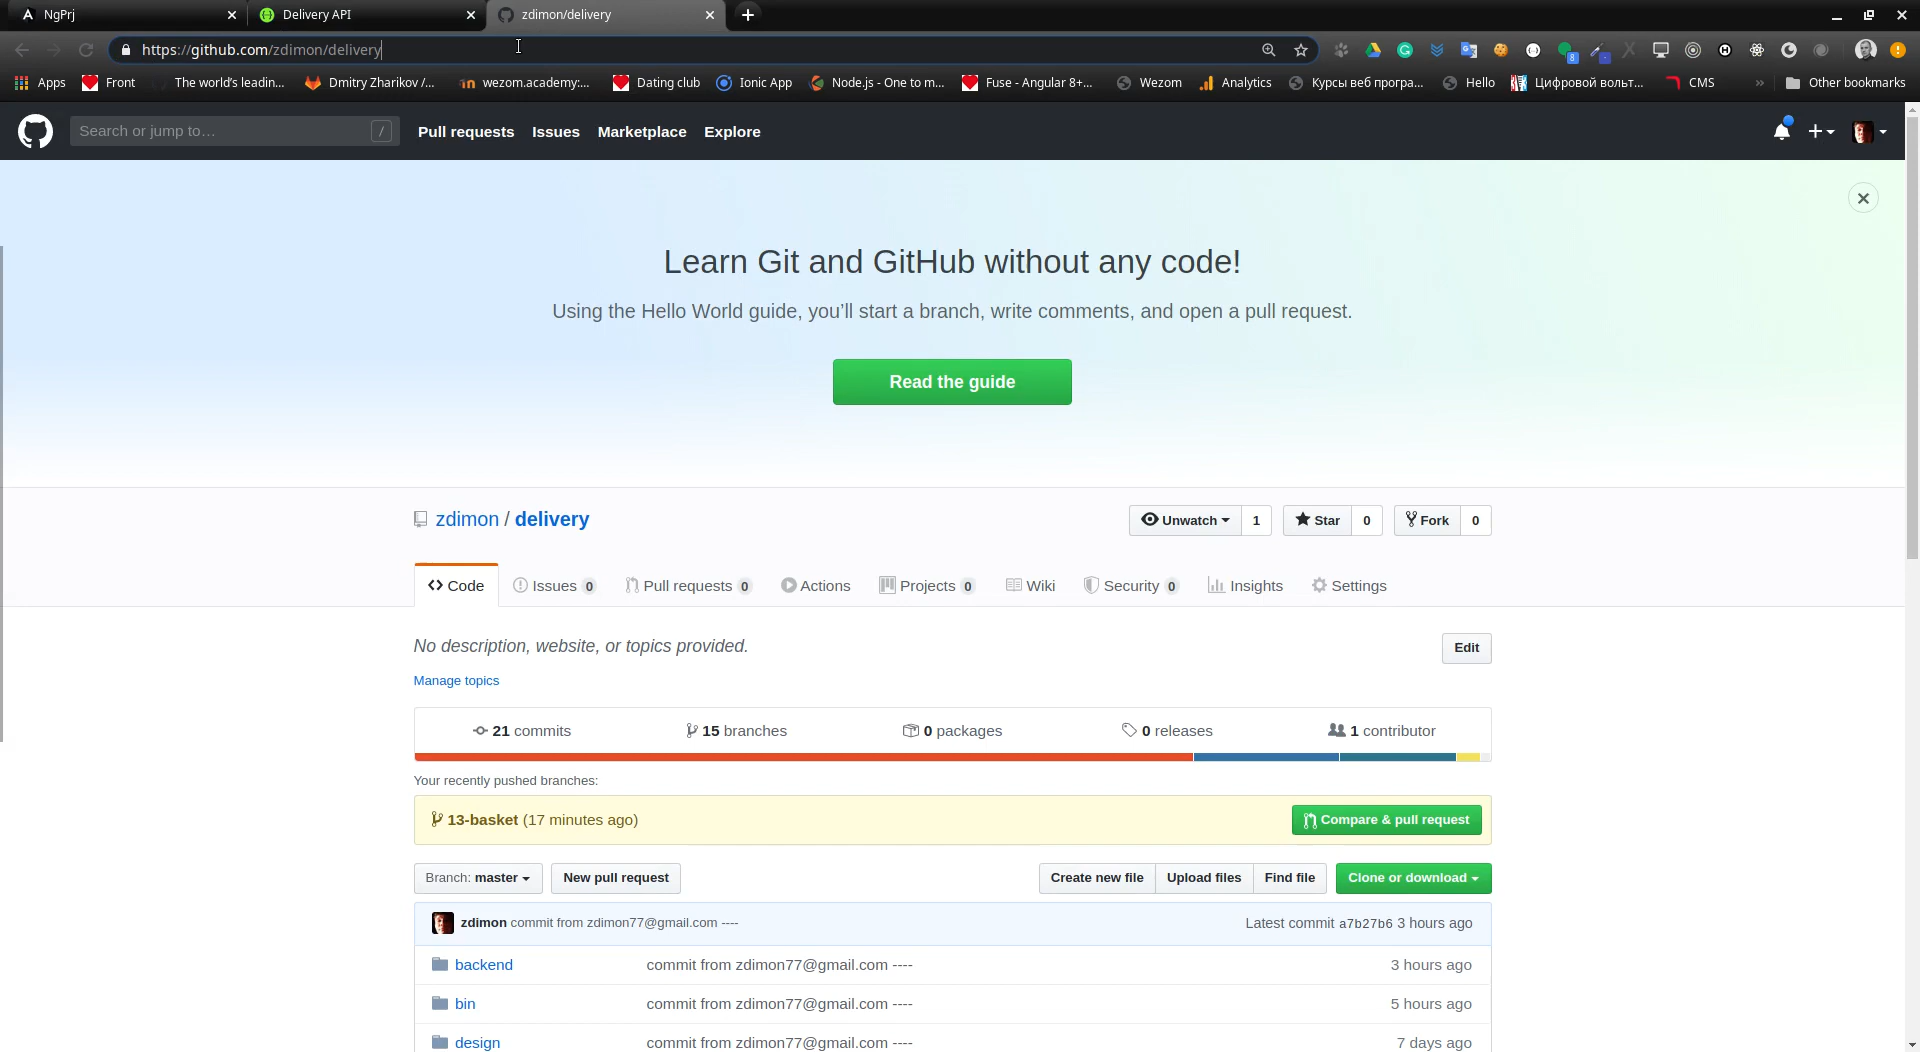 NgPrj
Delivery API
zdimon/delivery
https://github.com/zdimon/delivery
Apps
Front
The world's leadin...
Dmitry Zharikov /...
wezom.academy:...
Dating club
Ionic App
Node.js - One to m...
Fuse - Angular 8+...
Wezom
Analytics
Курсы веб програ...
Hello
Цифровой вольт...
CMS
»
Other bookmarks
Search or jump to...
/
Pull requests
Issues
Marketplace
Explore
Learn Git and GitHub without any code!
Using the Hello World guide, you'll start a branch, write comments, and open a pull request.
Read the guide
zdimon / delivery
Unwatch 1
Star 0
Fork 0
Code
Issues 0
Pull requests 0
Actions
Projects 0
Wiki
Security 0
Insights
Settings
No description, website, or topics provided.
Edit
Manage topics
21 commits
15 branches
0 packages
0 releases
1 contributor
Your recently pushed branches:
13-basket (17 minutes ago)
Compare & pull request
Branch: master
New pull request
Create new file
Upload files
Find file
Clone or download
zdimon commit from zdimon77@gmail.com ----
Latest commit a7b27b6 3 hours ago
backend
commit from zdimon77@gmail.com ----
3 hours ago
bin
commit from zdimon77@gmail.com ----
5 hours ago
design
commit from zdimon77@gmail.com ----
7 days ago